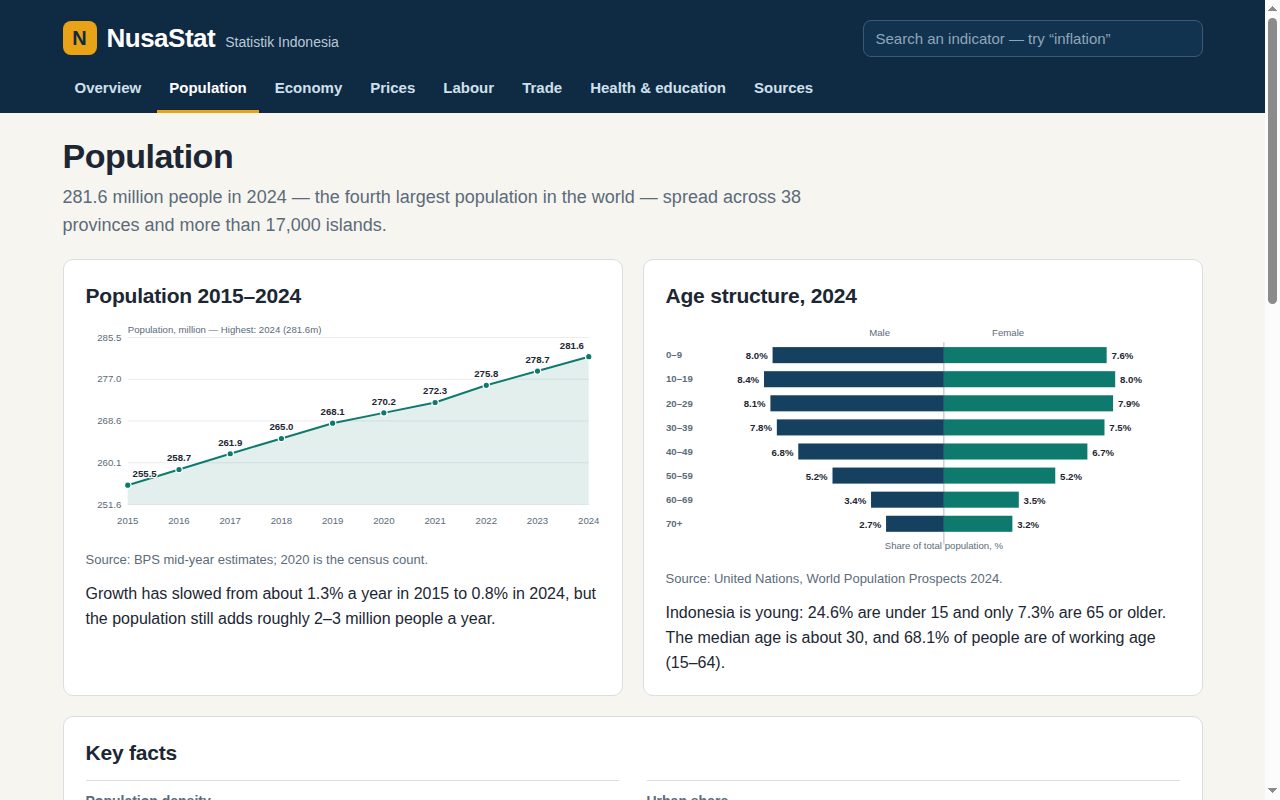 N NusaStat Statistik Indonesia
Search an indicator — try “inflation”
Overview Population Economy Prices Labour Trade Health & education Sources
Population
281.6 million people in 2024 — the fourth largest population in the world — spread across 38
provinces and more than 17,000 islands.
Population 2015–2024
Population, million — Highest: 2024 (281.6m)
285.5
277.0
268.6
260.1
251.6
255.5
258.7
261.9
265.0
268.1
270.2
272.3
275.8
278.7
281.6
2015 2016 2017 2018 2019 2020 2021 2022 2023 2024
Source: BPS mid-year estimates; 2020 is the census count.
Growth has slowed from about 1.3% a year in 2015 to 0.8% in 2024, but
the population still adds roughly 2–3 million people a year.
Age structure, 2024
Male Female
0–9 8.0% 7.6%
10–19 8.4% 8.0%
20–29 8.1% 7.9%
30–39 7.8% 7.5%
40–49 6.8% 6.7%
50–59 5.2% 5.2%
60–69 3.4% 3.5%
70+ 2.7% 3.2%
Share of total population, %
Source: United Nations, World Population Prospects 2024.
Indonesia is young: 24.6% are under 15 and only 7.3% are 65 or older.
The median age is about 30, and 68.1% of people are of working age
(15–64).
Key facts
Population density Urban share